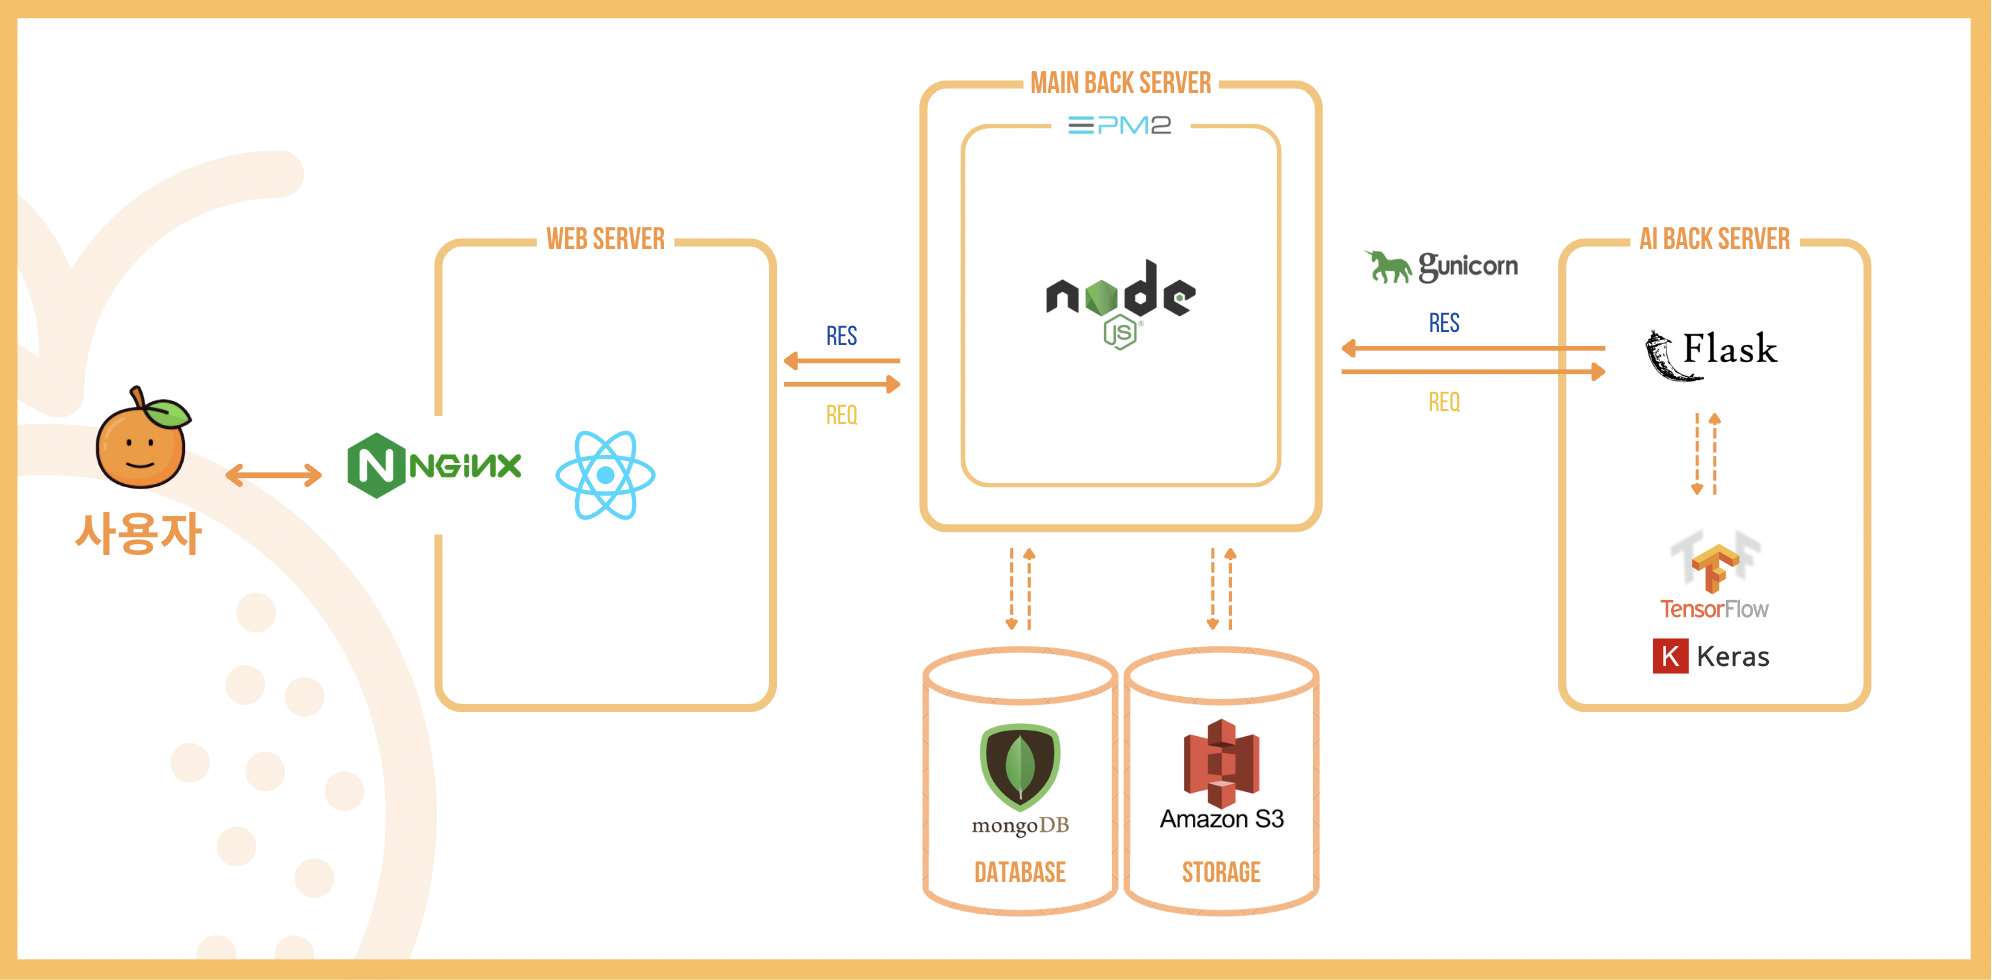 MAIN BACK SERVER
PM2
node
JS
WEB SERVER
RES
REQ
gunicorn
RES
REQ
AI BACK SERVER
Flask
TensorFlow
K Keras
사용자
N NGiNX
mongoDB
DATABASE
Amazon S3
STORAGE